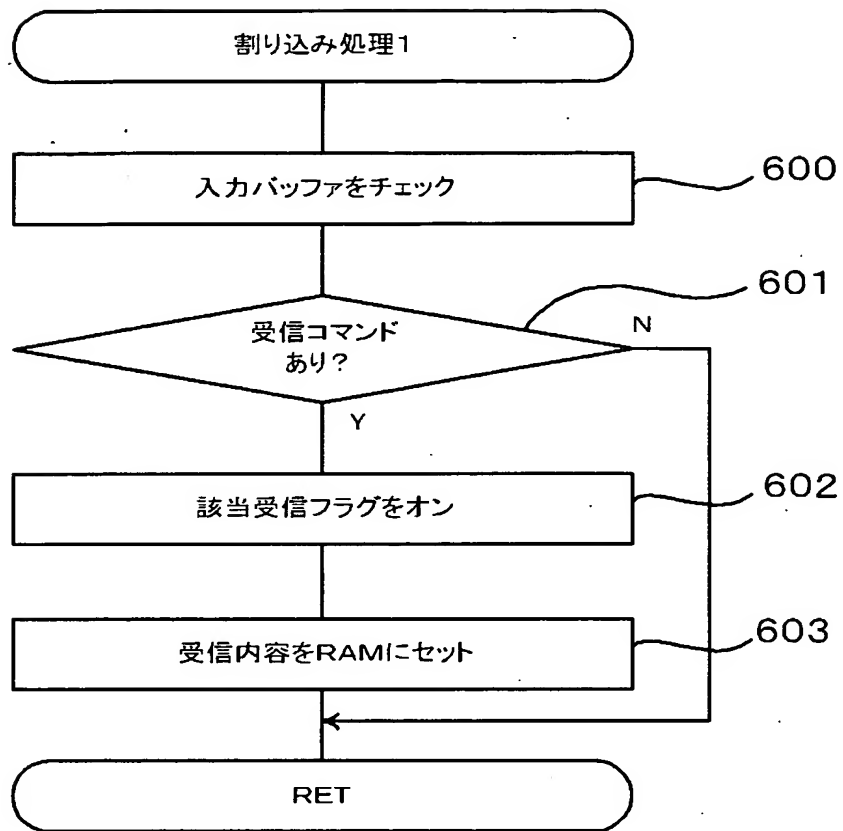 割り込み処理1
入力バッファをチェック
600
601
受信コマンド
あり?
N
Y
該当受信フラグをオン
602
受信内容をRAMにセット
603
RET